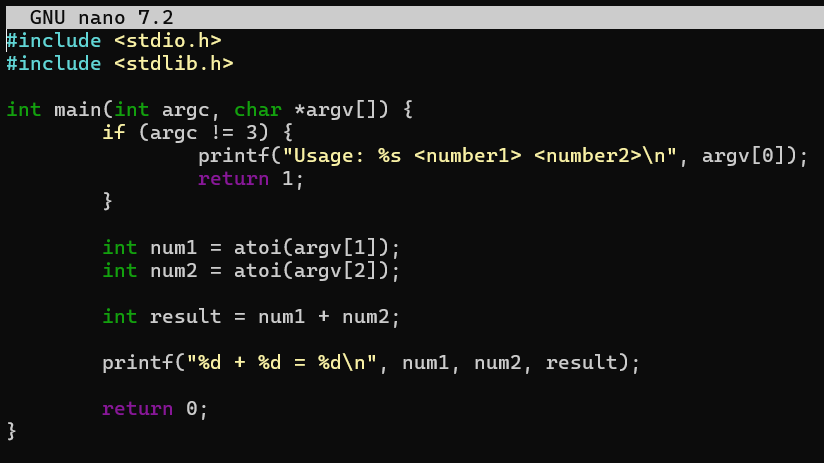 GNU nano 7.2
#include <stdio.h>
#include <stdlib.h>

int main(int argc, char *argv[]) {
        if (argc != 3) {
                printf("Usage: %s <number1> <number2>\n", argv[0]);
                return 1;
        }

        int num1 = atoi(argv[1]);
        int num2 = atoi(argv[2]);

        int result = num1 + num2;

        printf("%d + %d = %d\n", num1, num2, result);

        return 0;
}